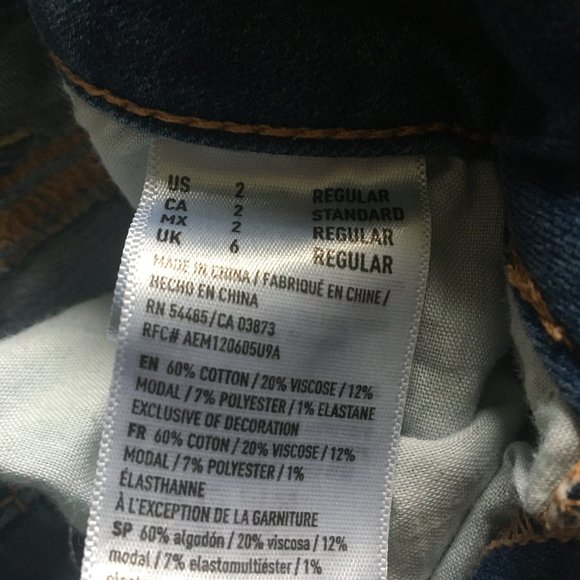 US 2 REGULAR
CA 2 STANDARD
MX 2 REGULAR
UK 6 REGULAR
MADE IN CHINA / FABRIQUÉ EN CHINE /
HECHO EN CHINA
RN 54485 / CA 03873
RFC# AEM120605U9A
EN 60% COTTON / 20% VISCOSE / 12%
MODAL / 7% POLYESTER / 1% ELASTANE
EXCLUSIVE OF DECORATION
FR 60% COTON / 20% VISCOSE / 12%
MODAL / 7% POLYESTER / 1%
ÉLASTHANNE
À L'EXCEPTION DE LA GARNITURE
SP 60% algodón / 20% viscosa / 12%
modal / 7% elastomultiéster / 1%